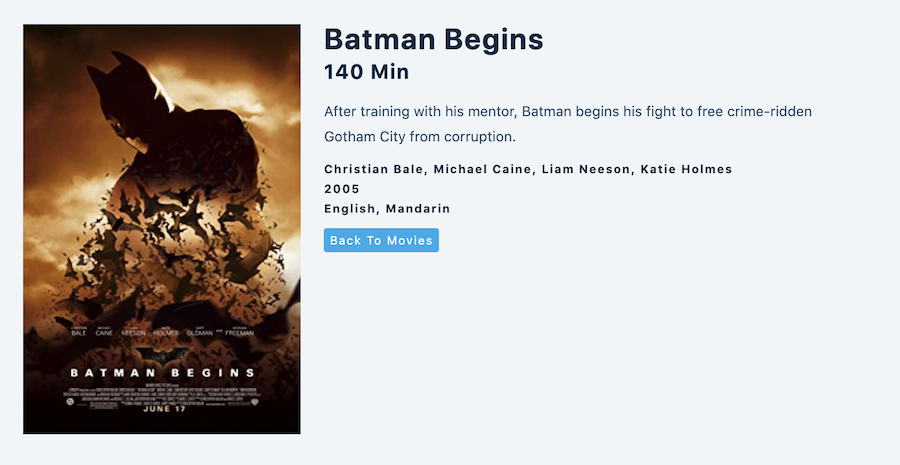 Batman Begins
140 Min
After training with his mentor, Batman begins his fight to free crime-ridden
Gotham City from corruption.
Christian Bale, Michael Caine, Liam Neeson, Katie Holmes
2005
English, Mandarin
Back To Movies
BALE CAINE NEESON HOLMES OLDMAN FREEMAN
BATMAN BEGINS
JUNE 17